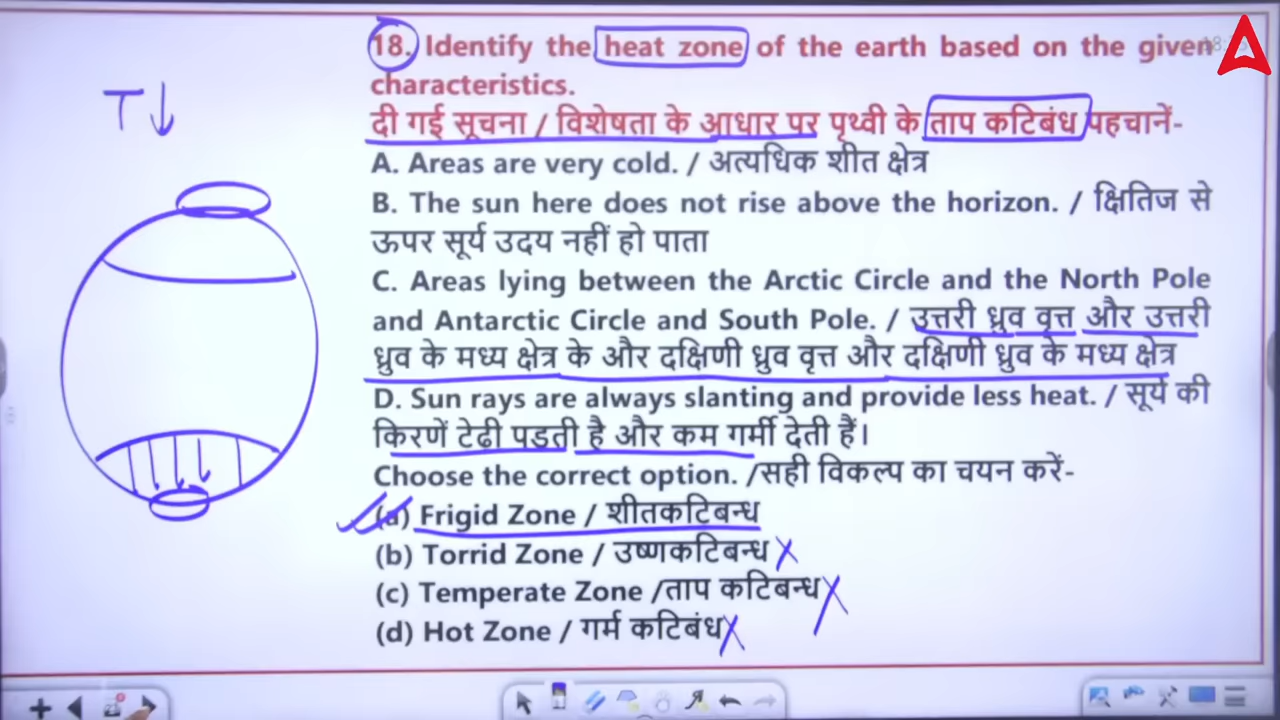 18. Identify the heat zone of the earth based on the given
characteristics.
दी गई सूचना / विशेषता के आधार पर पृथ्वी के ताप कटिबंध पहचानें-
T↓
A. Areas are very cold. / अत्यधिक शीत क्षेत्र
B. The sun here does not rise above the horizon. / क्षितिज से
ऊपर सूर्य उदय नहीं हो पाता
C. Areas lying between the Arctic Circle and the North Pole
and Antarctic Circle and South Pole. / उत्तरी ध्रुव वृत्त और उत्तरी
ध्रुव के मध्य क्षेत्र के और दक्षिणी ध्रुव वृत्त और दक्षिणी ध्रुव के मध्य क्षेत्र
D. Sun rays are always slanting and provide less heat. / सूर्य की
किरणें टेढी पडती है और कम गर्मी देती हैं।
Choose the correct option. /सही विकल्प का चयन करें-
(a) Frigid Zone / शीतकटिबन्ध
(b) Torrid Zone / उष्णकटिबन्ध
(c) Temperate Zone /ताप कटिबन्ध
(d) Hot Zone / गर्म कटिबंध